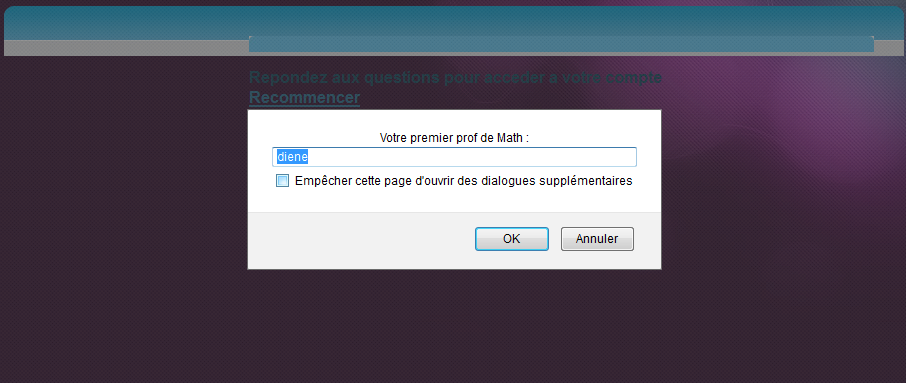 Repondez aux questions pour acceder a votre compte
Recommencer
Votre premier prof de Math :
diene
Empêcher cette page d'ouvrir des dialogues supplémentaires
OK
Annuler